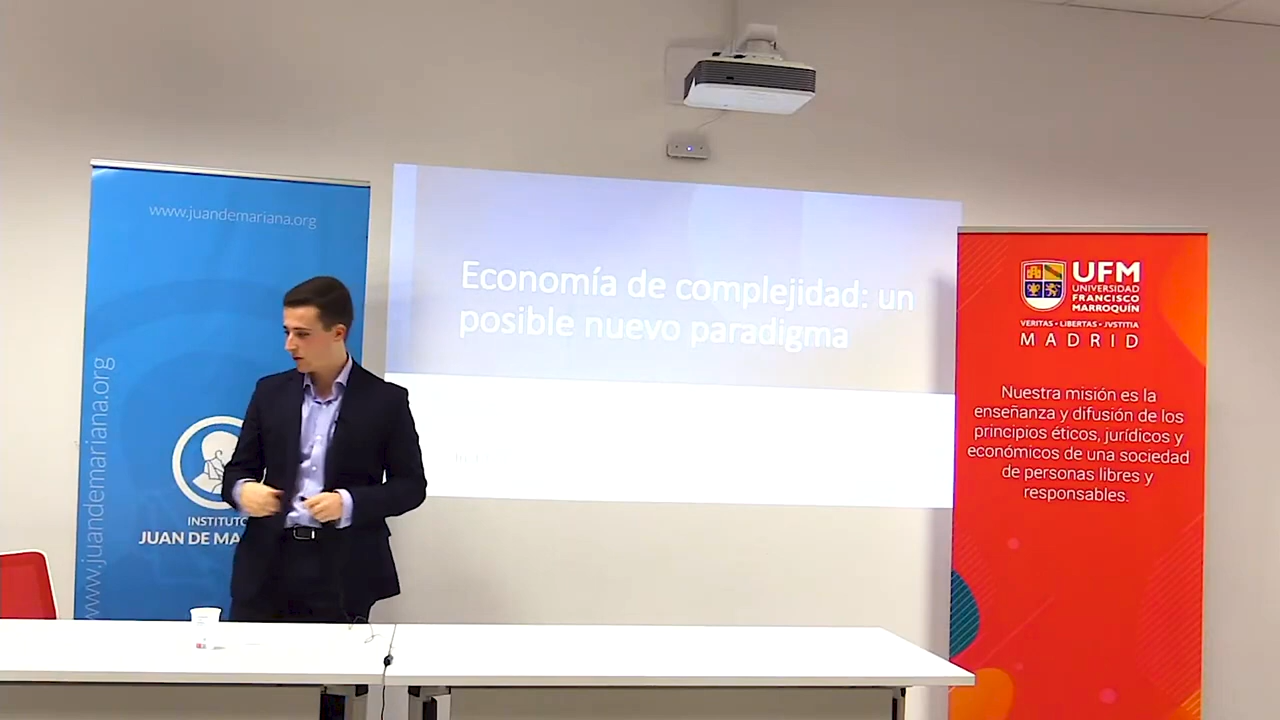 www.juandemariana.org
www.juandemariana.org
INSTITUTO
JUAN DE MA
Economía de complejidad: un
posible nuevo paradigma
UFM
UNIVERSIDAD
FRANCISCO
MARROQUÍN
VERITAS • LIBERTAS • JVSTITIA
MADRID
Nuestra misión es la
enseñanza y difusión de los
principios éticos, jurídicos y
económicos de una sociedad
de personas libres y
responsables.